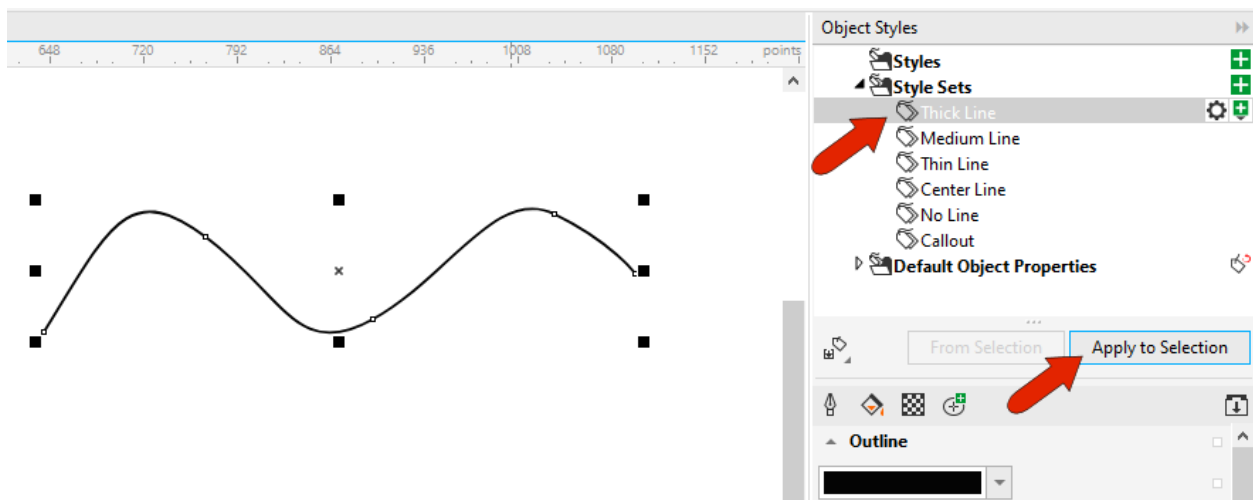 Object Styles
648 720 792 864 936 1008 1080 1152 points
Styles
Style Sets
Thick Line
Medium Line
Thin Line
Center Line
No Line
Callout
Default Object Properties
From Selection Apply to Selection
Outline